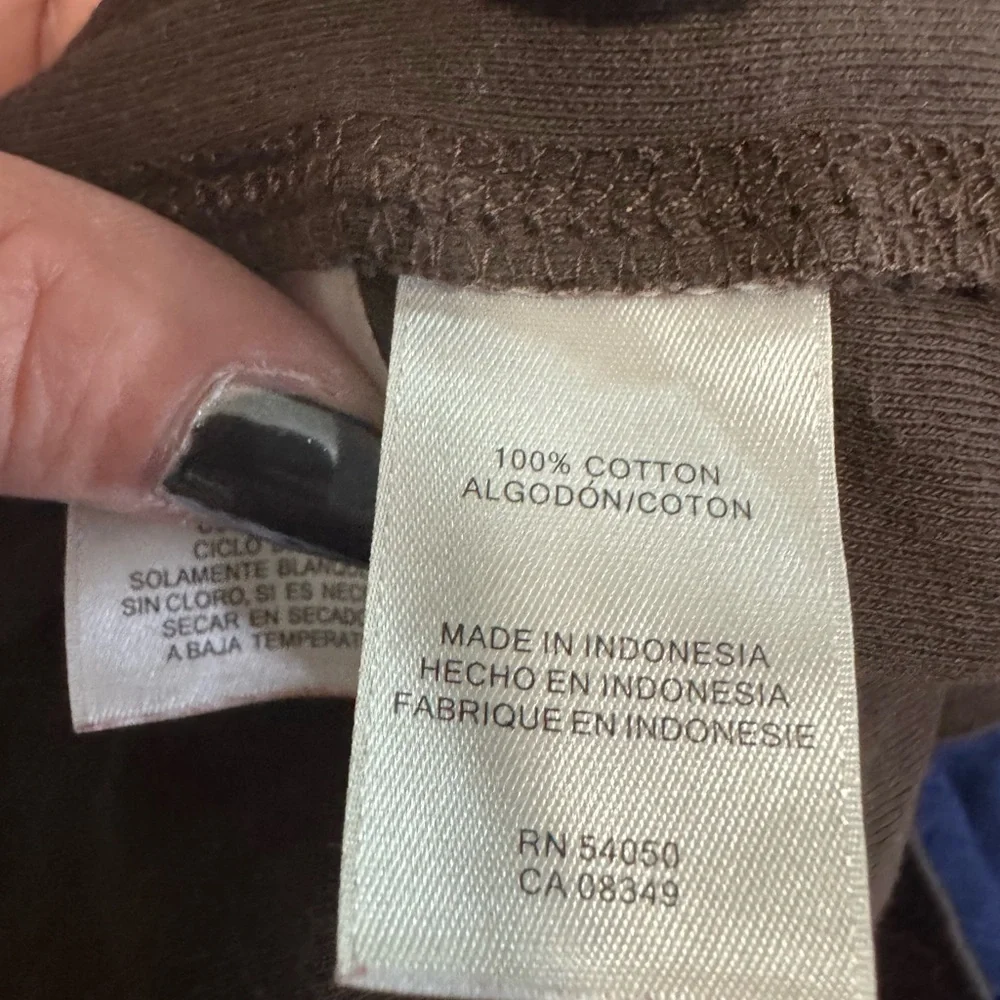 100% COTTON
ALGODÓN/COTON
MADE IN INDONESIA
HECHO EN INDONESIA
FABRIQUE EN INDONESIE
RN 54050
CA 08349
CICLO
SOLAMENTE
SIN CLORO, SI ES
SECAR EN
A BAJA